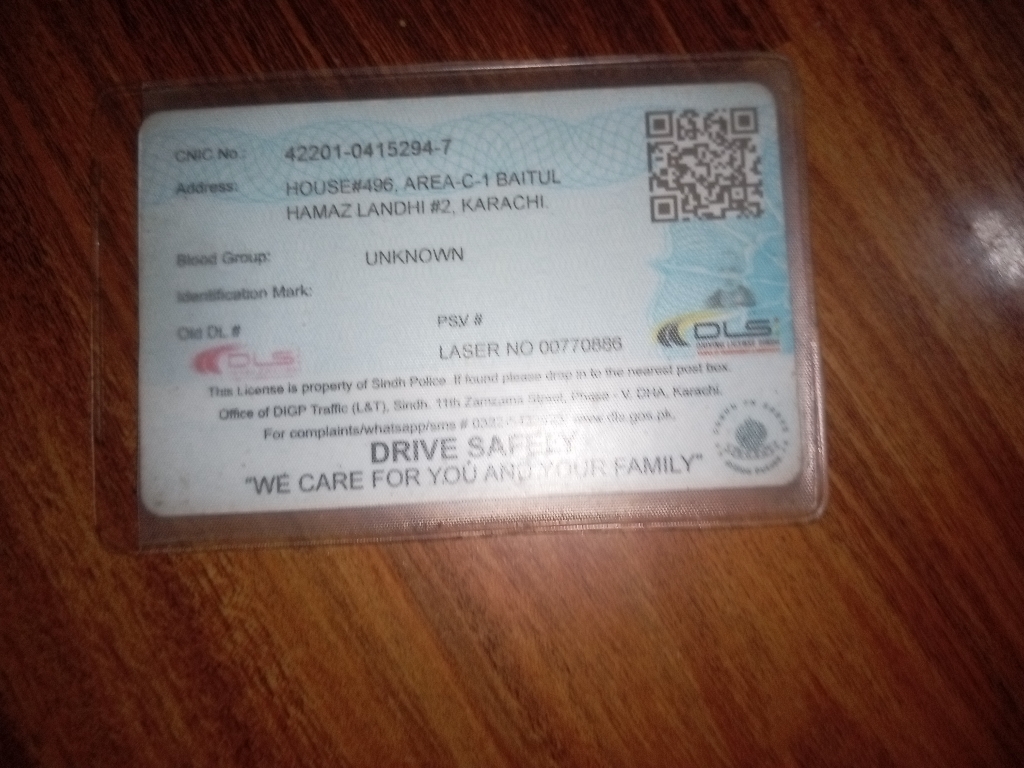 CNIC No.: 42201-0415294-7
Address: HOUSE#496, AREA-C-1 BAITUL
HAMAZ LANDHI #2, KARACHI.
Blood Group: UNKNOWN
Identification Mark:
Old DL # PSV #
LASER NO 00770886
DLS
DLS
This License is property of Sindh Police. If found please drop in to the nearest post box.
Office of DIGP Traffic (L&T), Sindh. 11th Zamzama Street, Phase - V, DHA, Karachi.
For complaints/whatsapp/sms # www.dls.gos.pk.
DRIVE SAFELY
"WE CARE FOR YOU AND YOUR FAMILY"